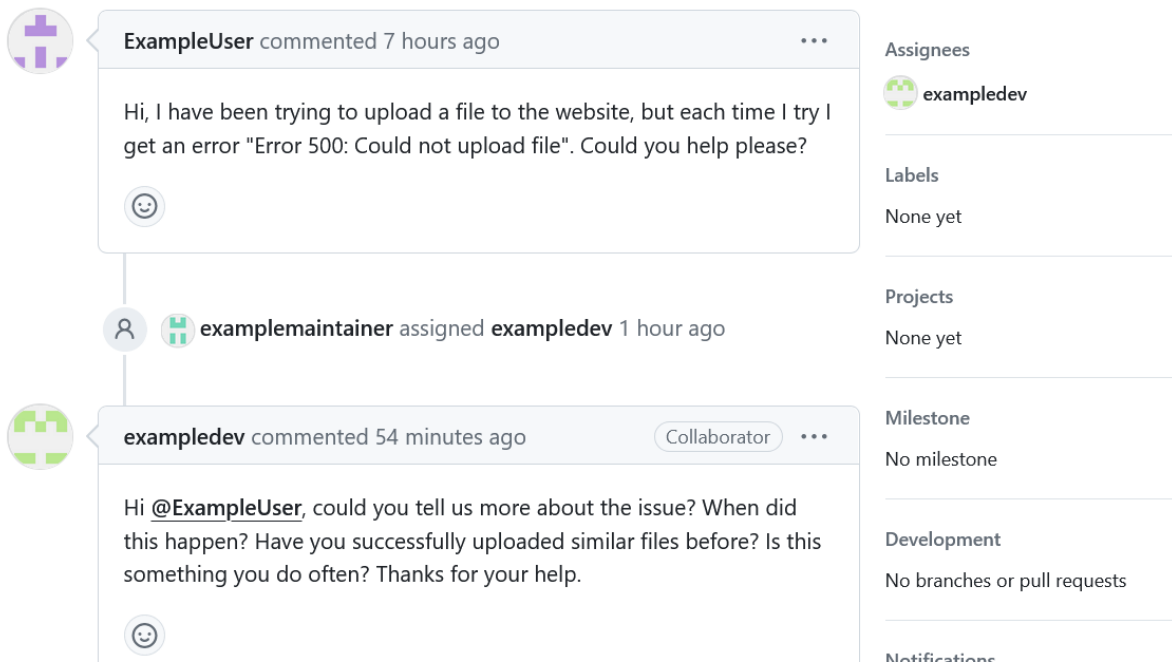 ExampleUser commented 7 hours ago
Hi, I have been trying to upload a file to the website, but each time I try I
get an error "Error 500: Could not upload file". Could you help please?
examplemaintainer assigned exampledev 1 hour ago
exampledev commented 54 minutes ago
Collaborator
Hi @ExampleUser, could you tell us more about the issue? When did
this happen? Have you successfully uploaded similar files before? Is this
something you do often? Thanks for your help.
Assignees
exampledev
Labels
None yet
Projects
None yet
Milestone
No milestone
Development
No branches or pull requests
Notifications